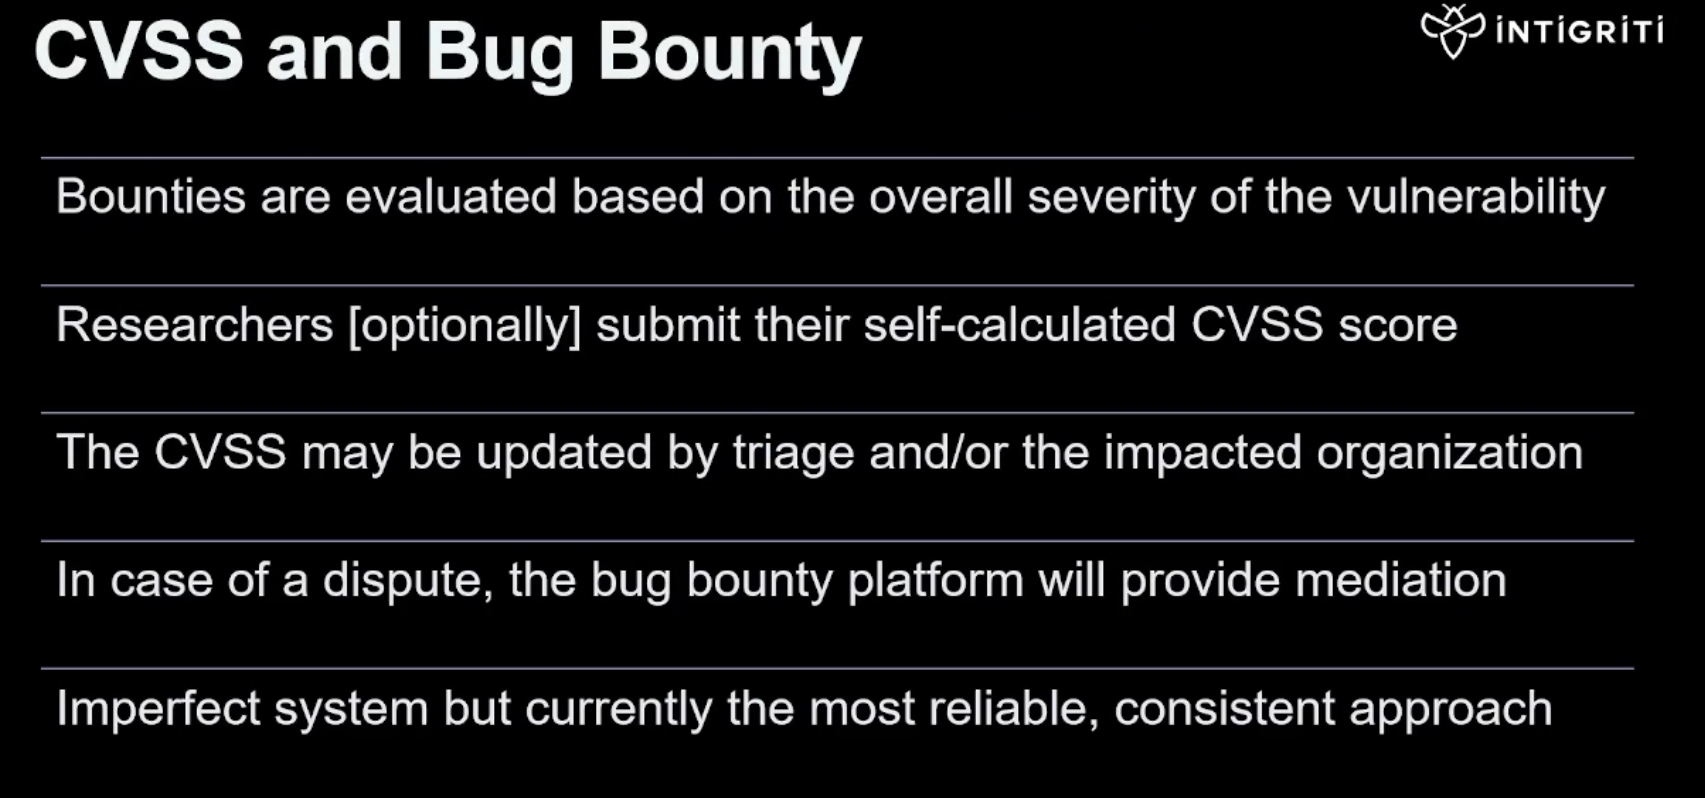 CVSS and Bug Bounty
INTIGRITI
Bounties are evaluated based on the overall severity of the vulnerability
Researchers [optionally] submit their self-calculated CVSS score
The CVSS may be updated by triage and/or the impacted organization
In case of a dispute, the bug bounty platform will provide mediation
Imperfect system but currently the most reliable, consistent approach